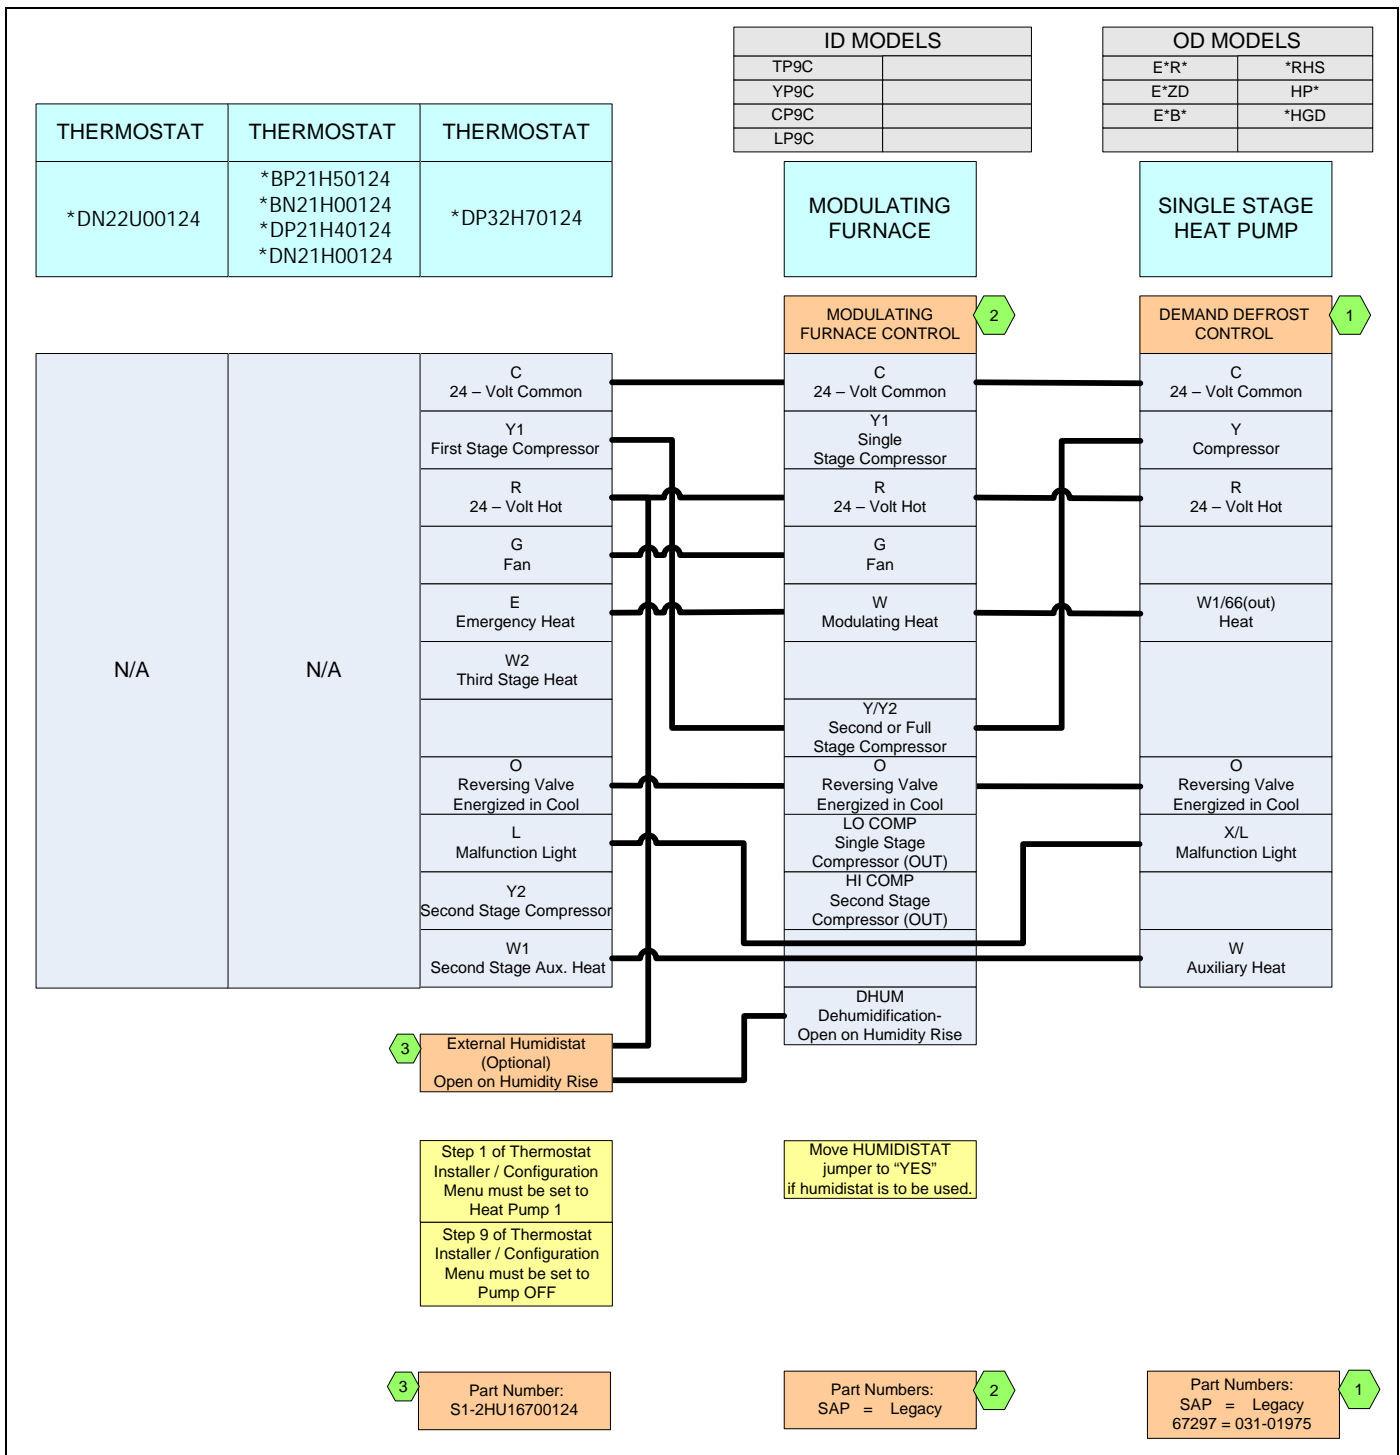 ID MODELS
TP9C
YP9C
CP9C
LP9C
OD MODELS
E*R* *RHS
E*ZD HP*
E*B* *HGD
THERMOSTAT THERMOSTAT THERMOSTAT
*DN22U00124
*BP21H50124
*BN21H00124
*DP21H40124
*DN21H00124
*DP32H70124
MODULATING
FURNACE
SINGLE STAGE
HEAT PUMP
MODULATING
FURNACE CONTROL
2
DEMAND DEFROST
CONTROL
1
N/A
N/A
C
24 – Volt Common
Y1
First Stage Compressor
R
24 – Volt Hot
G
Fan
E
Emergency Heat
W2
Third Stage Heat
O
Reversing Valve
Energized in Cool
L
Malfunction Light
Y2
Second Stage Compressor
W1
Second Stage Aux. Heat
C
24 – Volt Common
Y1
Single
Stage Compressor
R
24 – Volt Hot
G
Fan
W
Modulating Heat
Y/Y2
Second or Full
Stage Compressor
O
Reversing Valve
Energized in Cool
LO COMP
Single Stage
Compressor (OUT)
HI COMP
Second Stage
Compressor (OUT)
DHUM
Dehumidification-
Open on Humidity Rise
C
24 – Volt Common
Y
Compressor
R
24 – Volt Hot
W1/66(out)
Heat
O
Reversing Valve
Energized in Cool
X/L
Malfunction Light
W
Auxiliary Heat
3
External Humidistat
(Optional)
Open on Humidity Rise
Step 1 of Thermostat
Installer / Configuration
Menu must be set to
Heat Pump 1
Step 9 of Thermostat
Installer / Configuration
Menu must be set to
Pump OFF
Move HUMIDISTAT
jumper to “YES”
if humidistat is to be used.
3
Part Number:
S1-2HU16700124
Part Numbers:
SAP = Legacy
2
Part Numbers:
SAP = Legacy
67297 = 031-01975
1